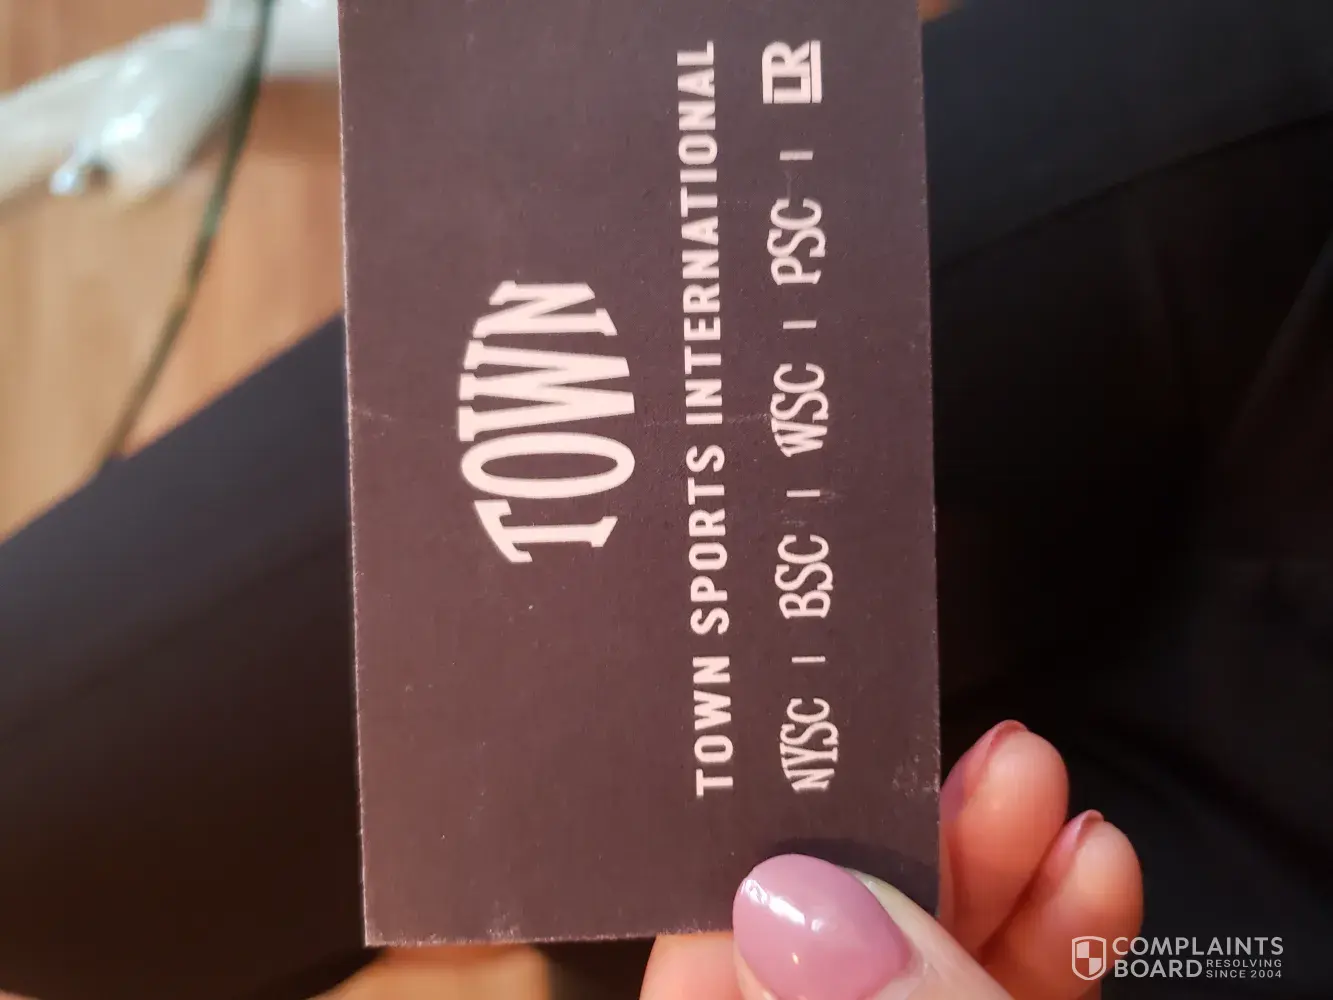 TOWN
TOWN SPORTS INTERNATIONAL
NYSC | BSC | WSC | PSC | LR
COMPLAINTS
BOARD RESOLVING
SINCE 2004